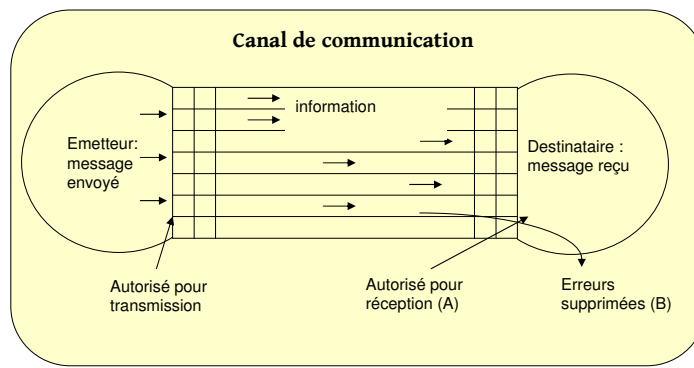 Canal de communication
information
Emetteur:
message
envoyé
Destinataire :
message reçu
Autorisé pour
transmission
Autorisé pour
réception (A)
Erreurs
supprimées (B)